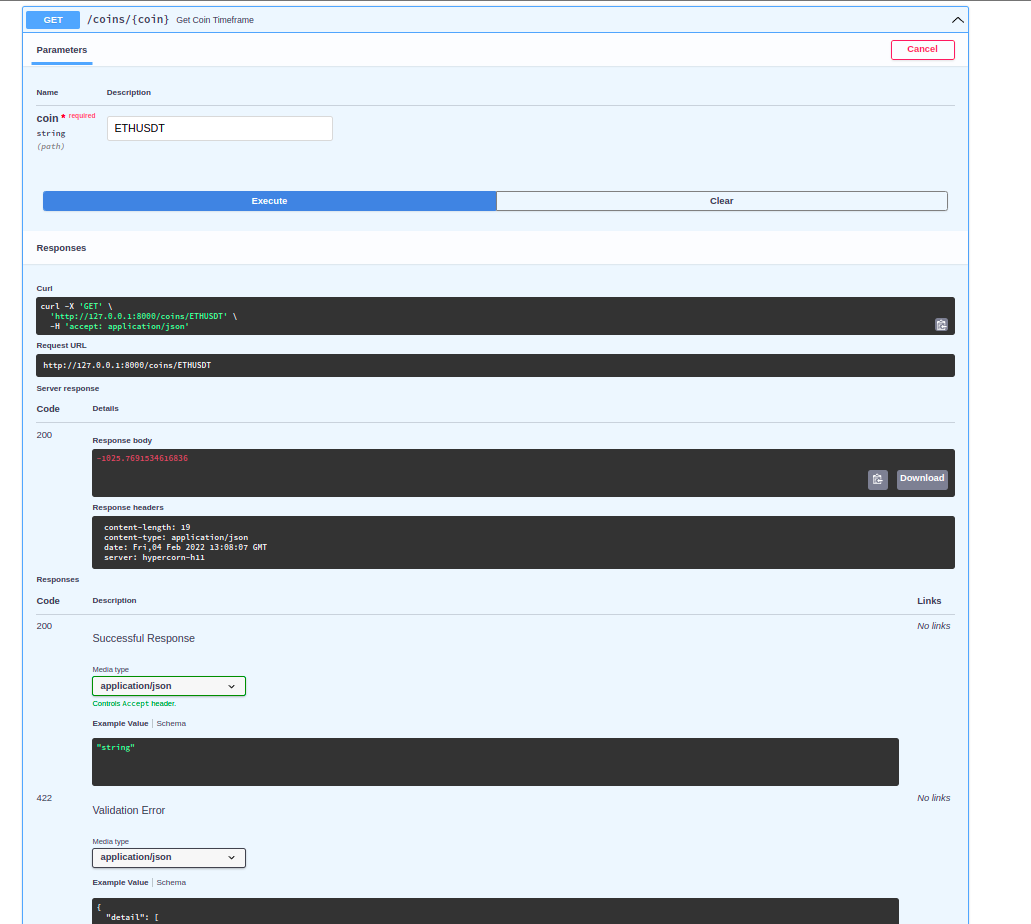 GET /coins/{coin} Get Coin Timeframe
Parameters Cancel
Name Description
coin * required
string
(path)
ETHUSDT
Execute Clear
Responses
Curl
curl -X 'GET' \
'http://127.0.0.1:8000/coins/ETHUSDT' \
-H 'accept: application/json'
Request URL
http://127.0.0.1:8000/coins/ETHUSDT
Server response
Code Details
200
Response body
-1025.7691534616836
Download
Response headers
content-length: 19
content-type: application/json
date: Fri,04 Feb 2022 13:08:07 GMT
server: hypercorn-h11
Responses
Code Description Links
200 No links
Successful Response
Media type
application/json
Controls Accept header.
Example Value | Schema
"string"
422 No links
Validation Error
Media type
application/json
Example Value | Schema
{
"detail": [